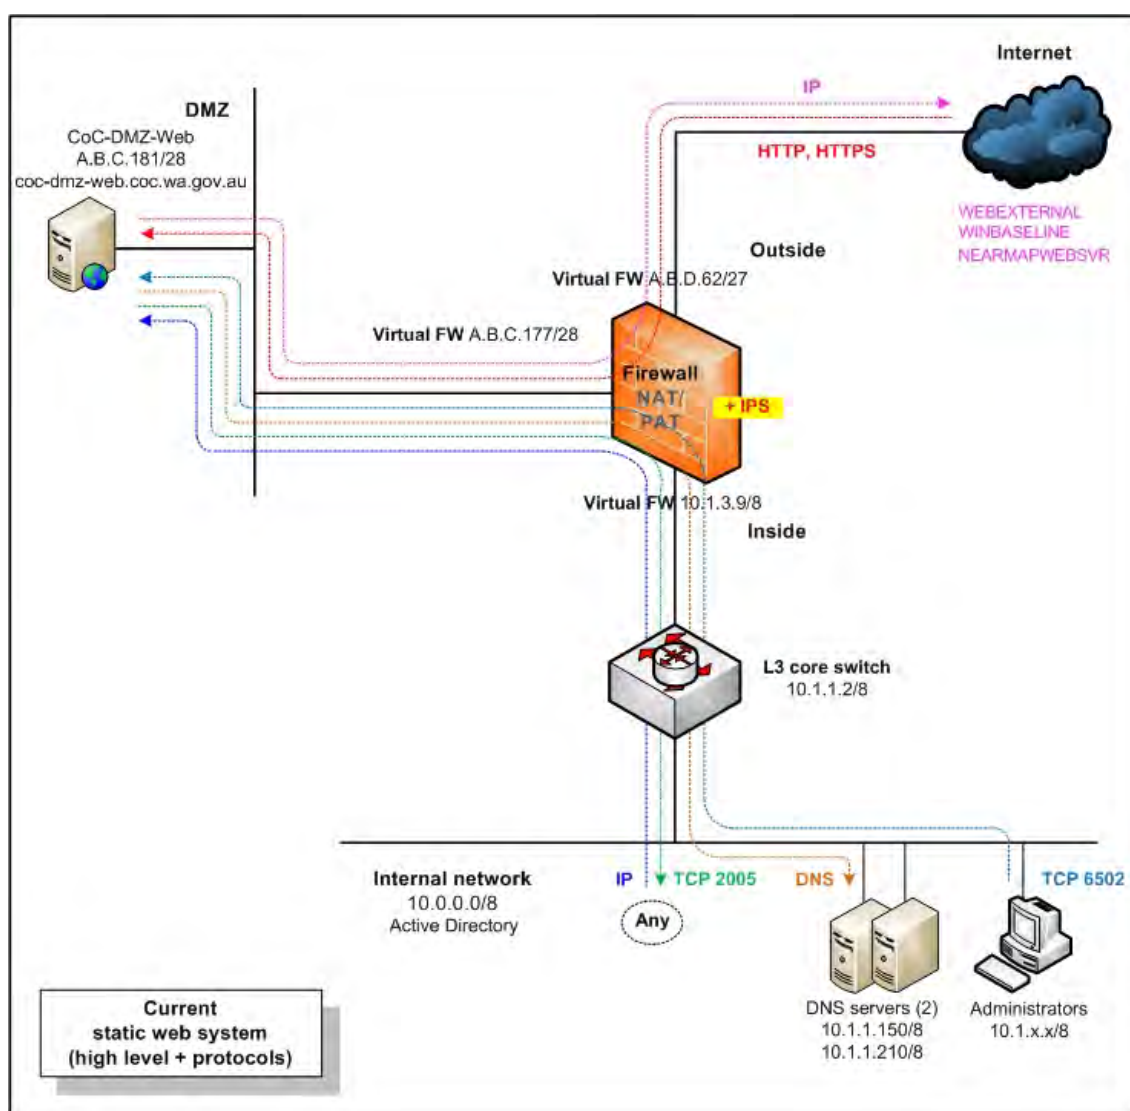 Internet
IP
DMZ
CoC-DMZ-Web
A.B.C.181/28
coc-dmz-web.coc.wa.gov.au
HTTP, HTTPS
WEBEXTERNAL
WINBASELINE
NEARMAPWEBSVR
Outside
Virtual FW A.B.D.62/27
Virtual FW A.B.C.177/28
Firewall
NAT/
PAT
+ IPS
Virtual FW 10.1.3.9/8
Inside
L3 core switch
10.1.1.2/8
Internal network
10.0.0.0/8
Active Directory
IP
TCP 2005
DNS
TCP 6502
Any
DNS servers (2)
10.1.1.150/8
10.1.1.210/8
Administrators
10.1.x.x/8
Current
static web system
(high level + protocols)